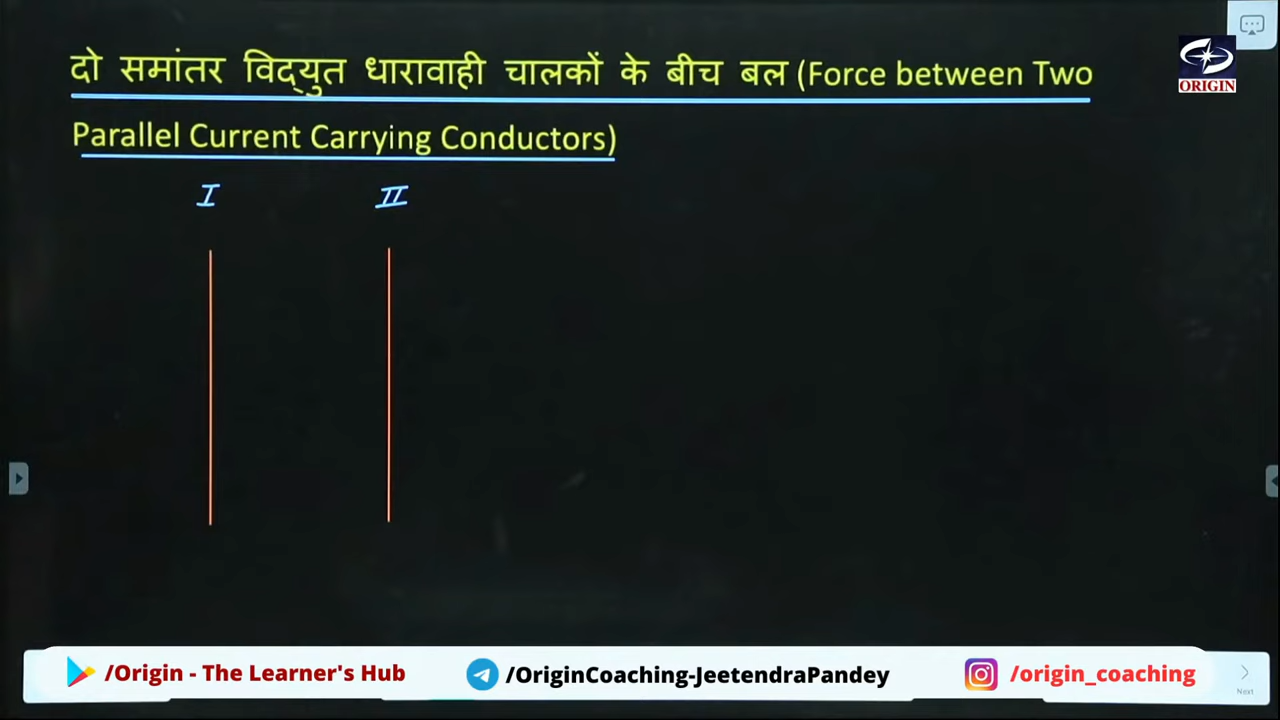 दो समांतर विद्युत धारावाही चालकों के बीच बल (Force between Two
Parallel Current Carrying Conductors)
ORIGIN
I II
/Origin - The Learner's Hub
/OriginCoaching-JeetendraPandey
/origin_coaching
Next